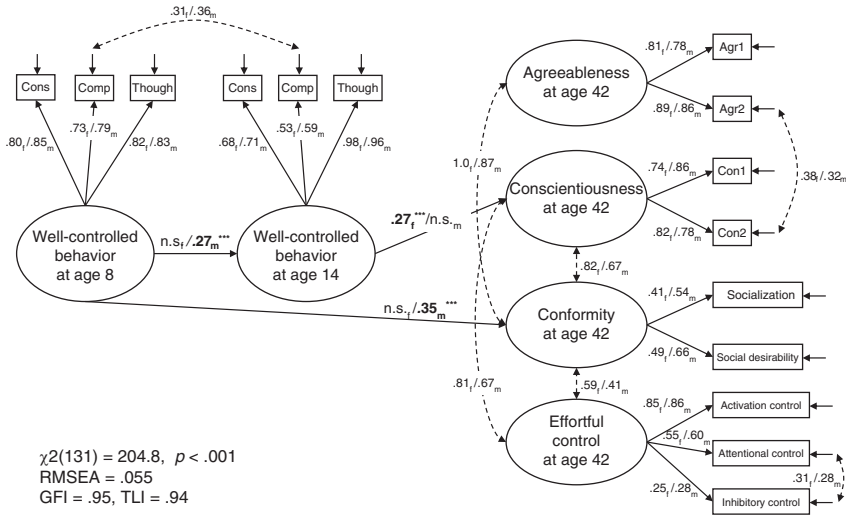 .31f/.36m
Cons
Comp
Though
Cons
Comp
Though
.80f/.85m
.73f/.79m
.82f/.83m
.68f/.71m
.53f/.59m
.98f/.96m
Well-controlled
behavior
at age 8
n.sf/.27m***
Well-controlled
behavior
at age 14
.27f***/n.s.m
n.s.f/.35m***
Agreeableness
at age 42
.81f/.78m
Agr1
.89f/.86m
Agr2
1.0f/.87m
.38f/.32m
Conscientiousness
at age 42
.74f/.86m
Con1
.82f/.78m
Con2
.82f/.67m
Conformity
at age 42
.41f/.54m
Socialization
.49f/.66m
Social desirability
.81f/.67m
.59f/.41m
Effortful
control
at age 42
.85f/.86m
Activation control
.55f/.60m
Attentional control
.25f/.28m
Inhibitory control
.31f/.28m
χ2(131) = 204.8, p < .001
RMSEA = .055
GFI = .95, TLI = .94